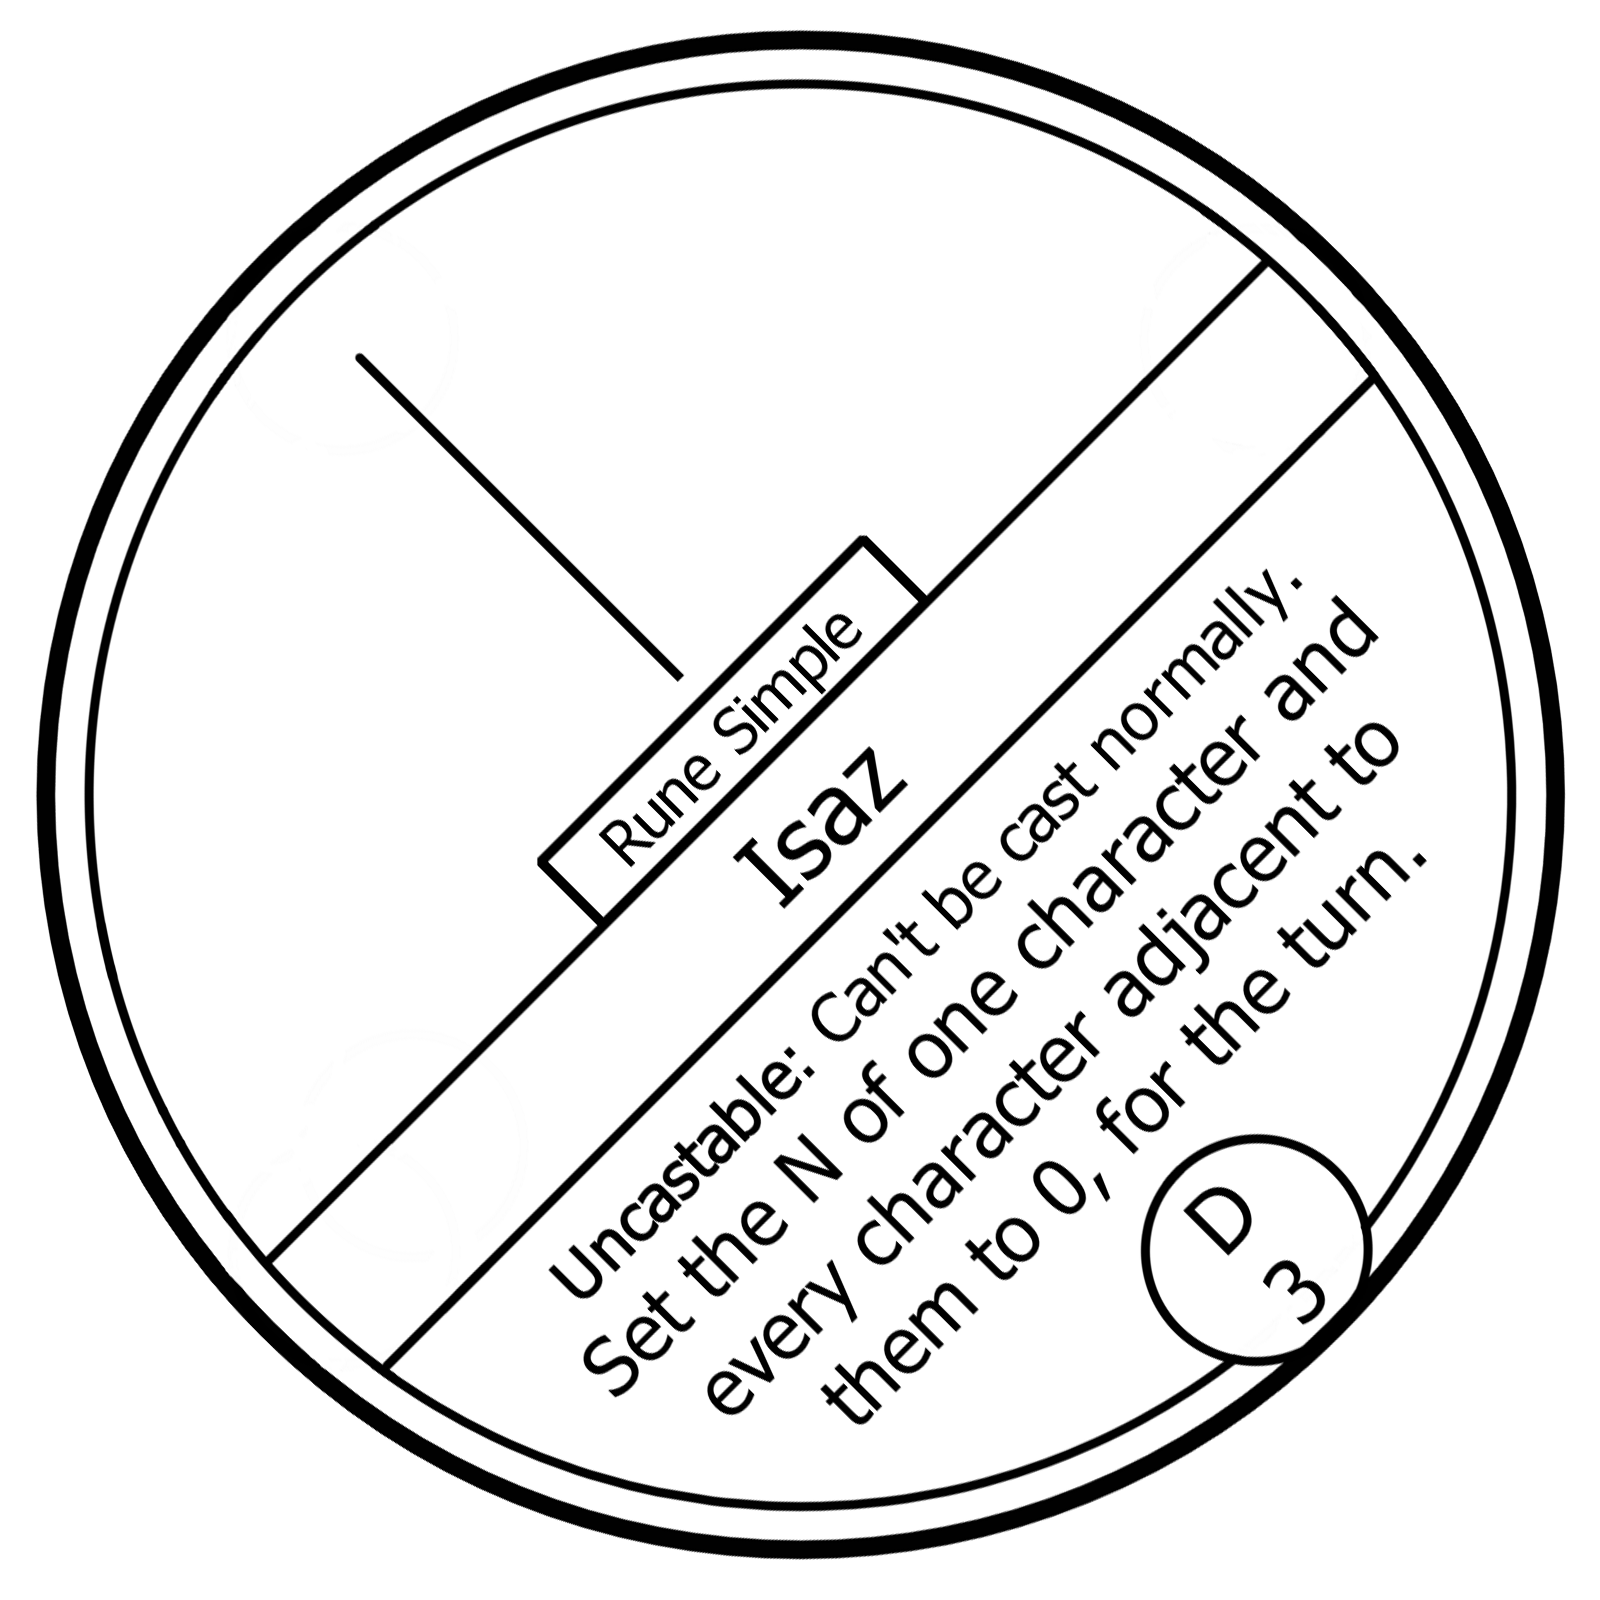 Rune Simple
Isaz
Uncastable: Can't be cast normally.
Set the N of one character and
every character adjacent to
them to 0, for the turn.
D
3